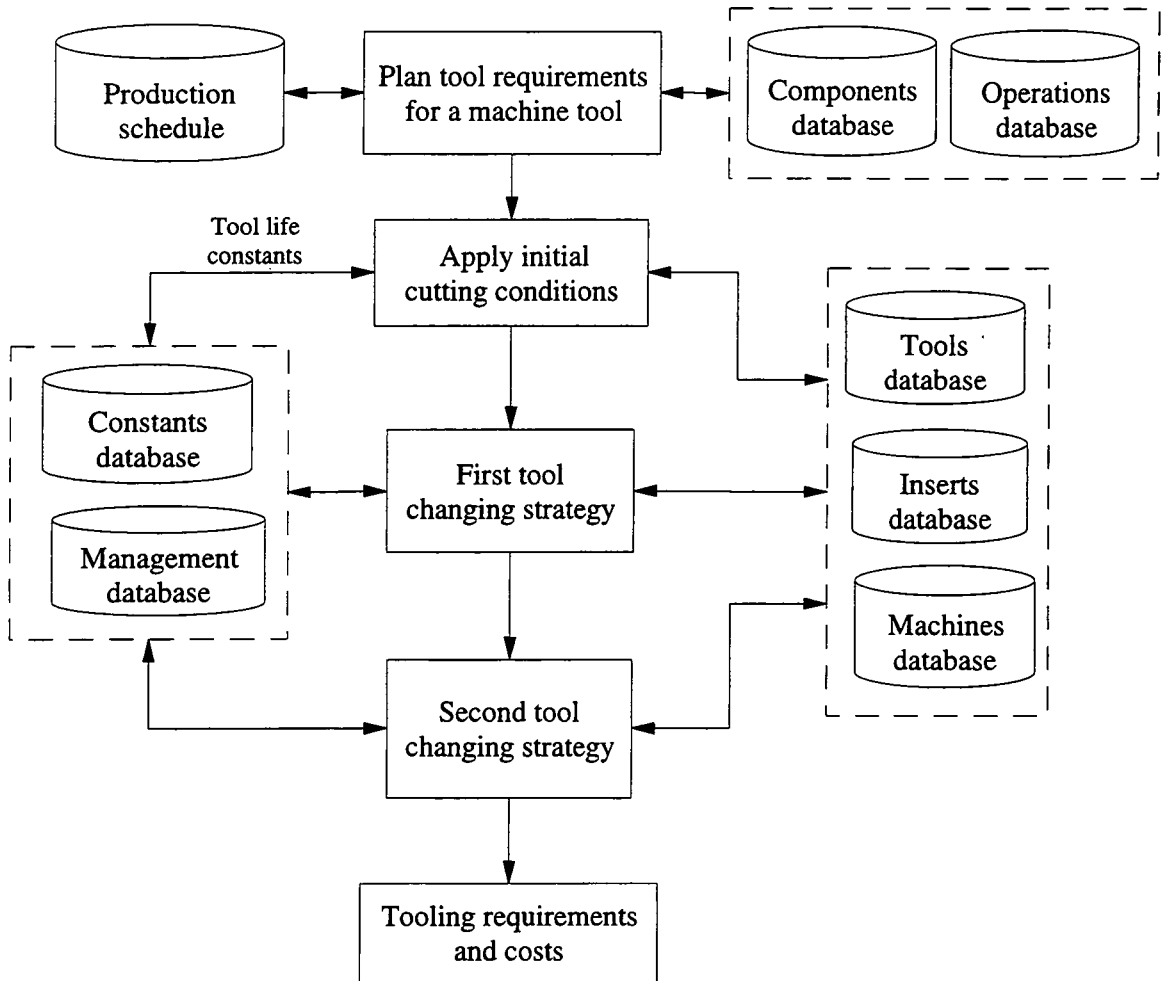 Production
schedule
Plan tool requirements
for a machine tool
Components
database
Operations
database
Tool life
constants
Apply initial
cutting conditions
Tools
database
Constants
database
First tool
changing strategy
Inserts
database
Management
database
Machines
database
Second tool
changing strategy
Tooling requirements
and costs